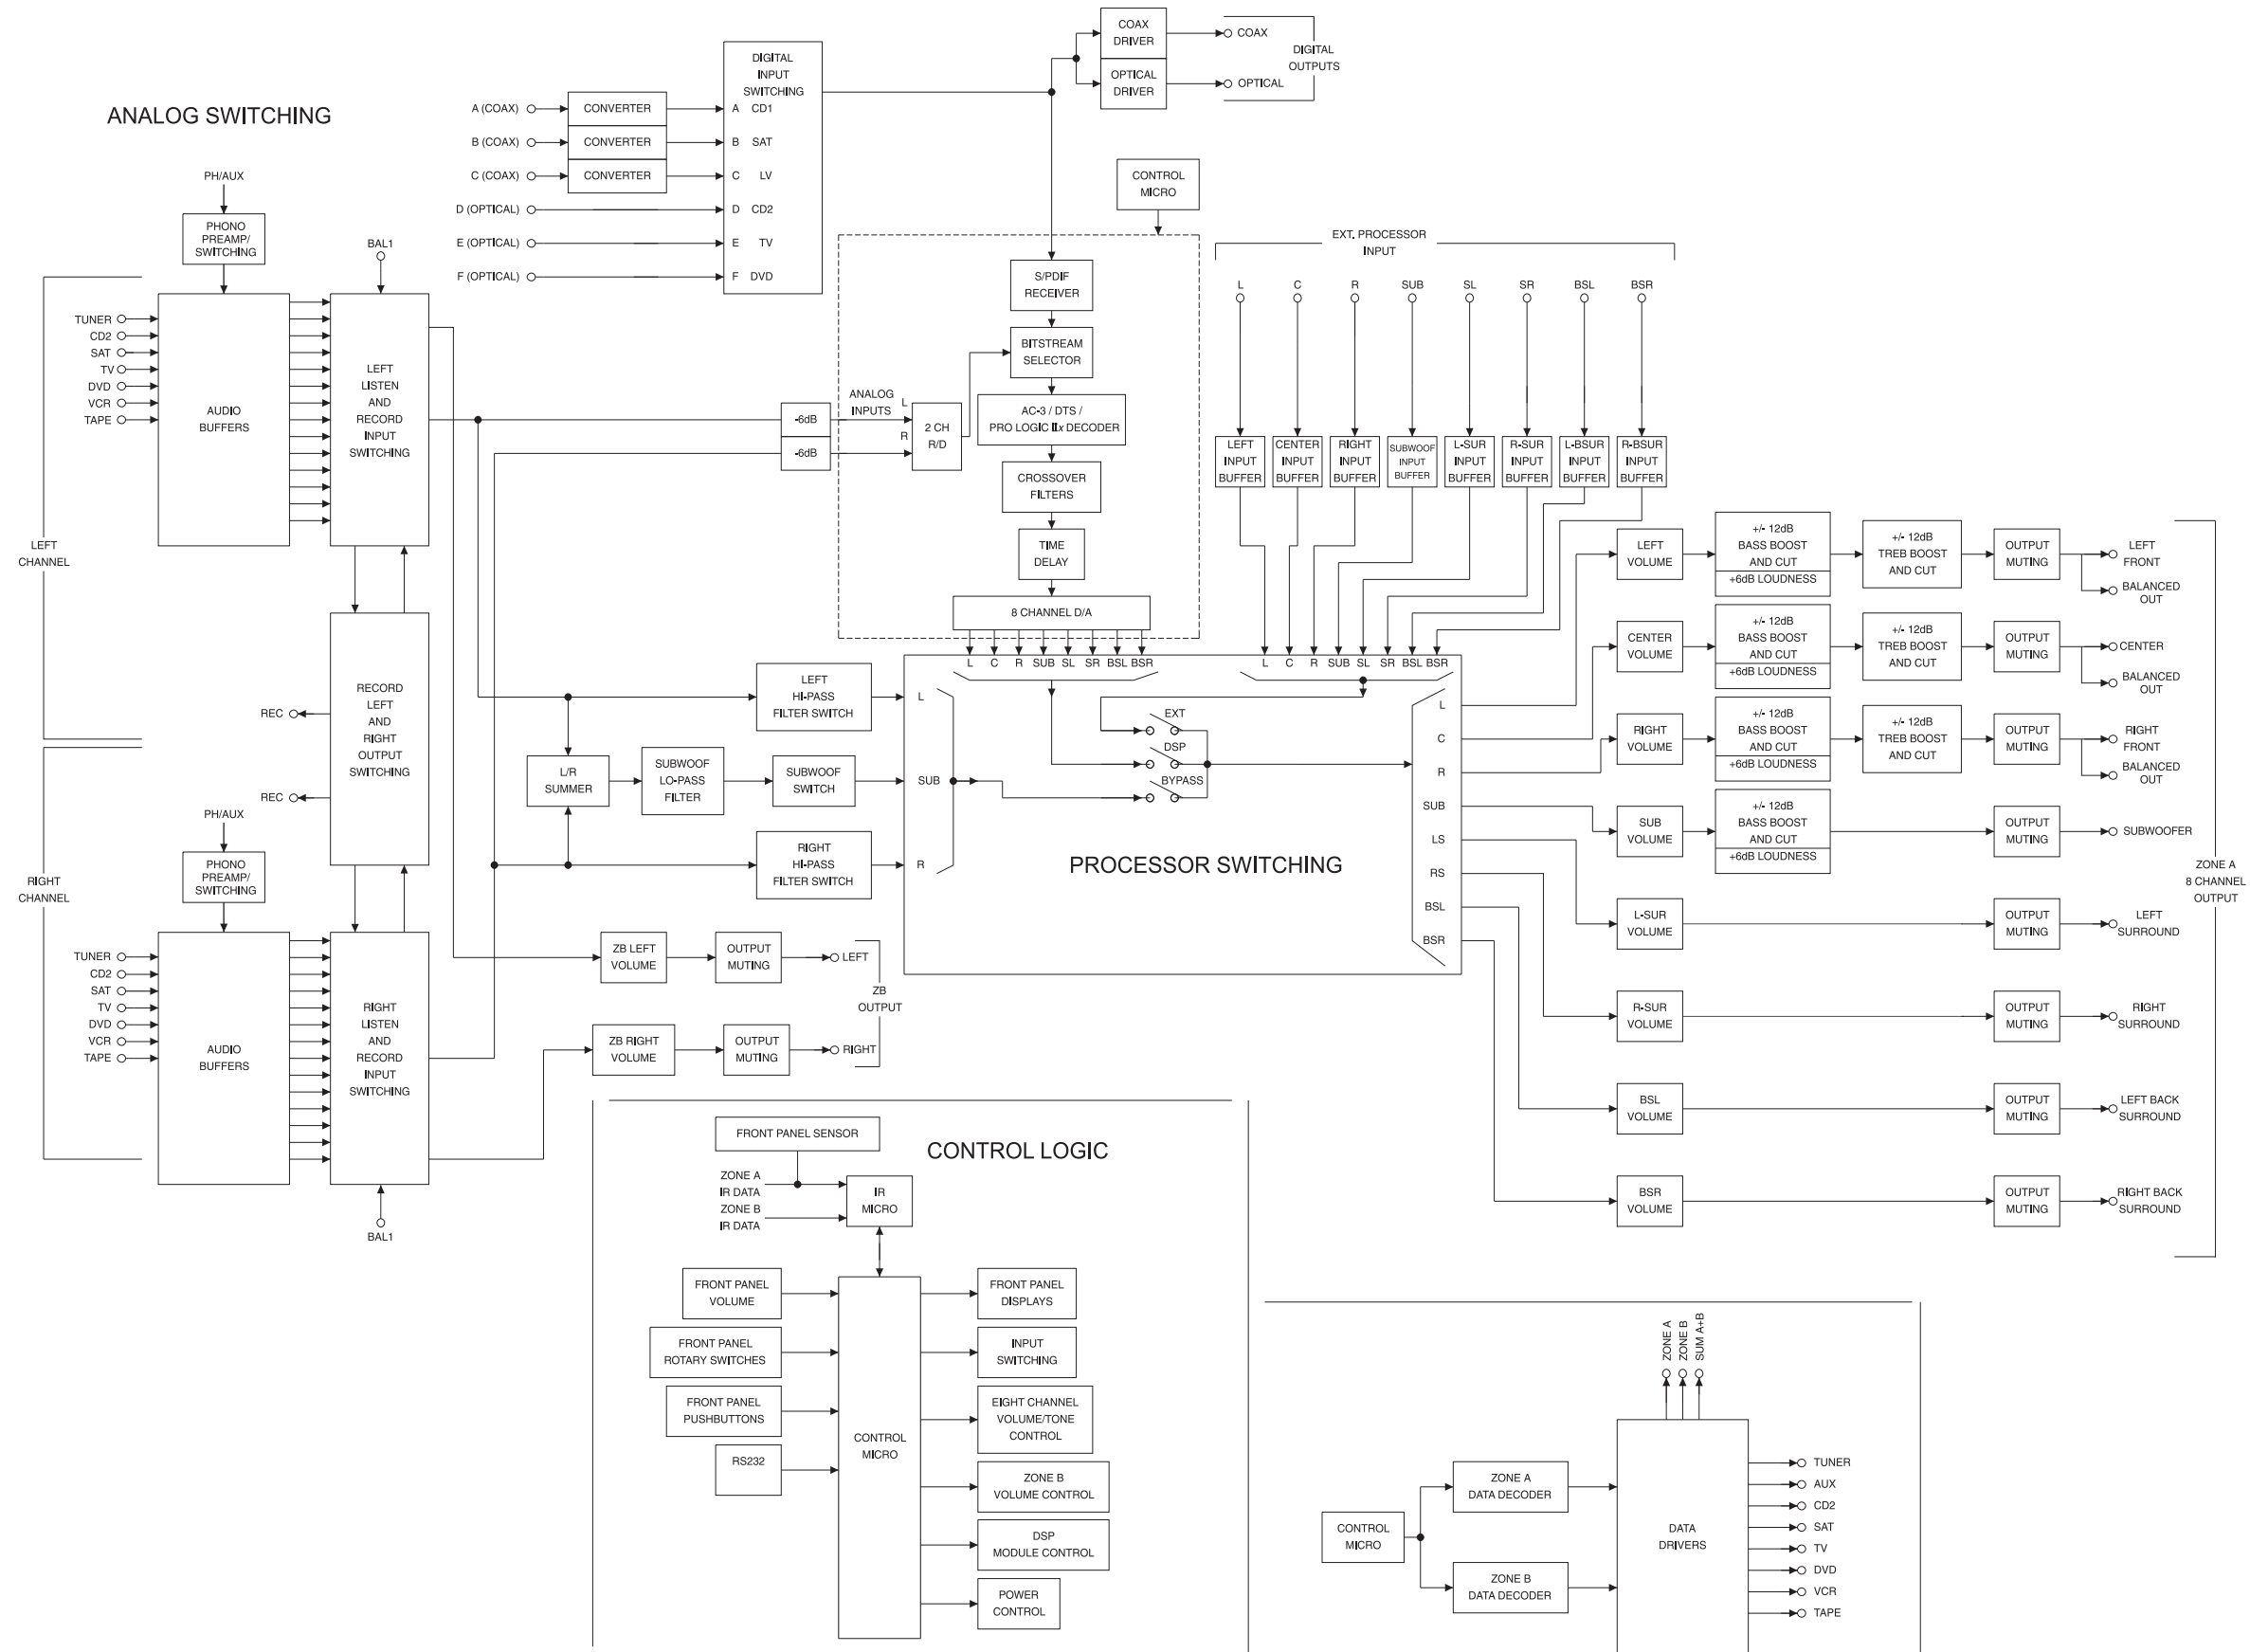 ANALOG SWITCHING
PH/AUX
PHONO
PREAMP/
SWITCHING
BAL1
LEFT
CHANNEL
TUNER
CD2
SAT
TV
DVD
VCR
TAPE
AUDIO
BUFFERS
LEFT
LISTEN
AND
RECORD
INPUT
SWITCHING
RECORD
LEFT
AND
RIGHT
OUTPUT
SWITCHING
REC
REC
RIGHT
CHANNEL
PH/AUX
PHONO
PREAMP/
SWITCHING
TUNER
CD2
SAT
TV
DVD
VCR
TAPE
AUDIO
BUFFERS
RIGHT
LISTEN
AND
RECORD
INPUT
SWITCHING
BAL1
A (COAX)
B (COAX)
C (COAX)
D (OPTICAL)
E (OPTICAL)
F (OPTICAL)
CONVERTER
CONVERTER
CONVERTER
DIGITAL
INPUT
SWITCHING
A CD1
B SAT
C LV
D CD2
E TV
F DVD
COAX
DRIVER
OPTICAL
DRIVER
COAX
OPTICAL
DIGITAL
OUTPUTS
CONTROL
MICRO
S/PDIF
RECEIVER
BITSTREAM
SELECTOR
ANALOG
INPUTS
L
R
-6dB
-6dB
2 CH
R/D
AC-3 / DTS /
PRO LOGIC IIx DECODER
CROSSOVER
FILTERS
TIME
DELAY
8 CHANNEL D/A
EXT. PROCESSOR
INPUT
L C R SUB SL SR BSL BSR
LEFT
INPUT
BUFFER
CENTER
INPUT
BUFFER
RIGHT
INPUT
BUFFER
SUBWOOF
INPUT
BUFFER
L-SUR
INPUT
BUFFER
R-SUR
INPUT
BUFFER
L-BSUR
INPUT
BUFFER
R-BSUR
INPUT
BUFFER
L C R SUB SL SR BSL BSR
L C R SUB SL SR BSL BSR
LEFT
HI-PASS
FILTER SWITCH
L/R
SUMMER
SUBWOOF
LO-PASS
FILTER
SUBWOOF
SWITCH
RIGHT
HI-PASS
FILTER SWITCH
L
SUB
R
EXT
DSP
BYPASS
PROCESSOR SWITCHING
L
C
R
SUB
LS
RS
BSL
BSR
ZB LEFT
VOLUME
OUTPUT
MUTING
LEFT
ZB
OUTPUT
ZB RIGHT
VOLUME
OUTPUT
MUTING
RIGHT
LEFT
VOLUME
+/- 12dB
BASS BOOST
AND CUT
+6dB LOUDNESS
+/- 12dB
TREB BOOST
AND CUT
OUTPUT
MUTING
LEFT
FRONT
BALANCED
OUT
CENTER
VOLUME
+/- 12dB
BASS BOOST
AND CUT
+6dB LOUDNESS
+/- 12dB
TREB BOOST
AND CUT
OUTPUT
MUTING
CENTER
BALANCED
OUT
RIGHT
VOLUME
+/- 12dB
BASS BOOST
AND CUT
+6dB LOUDNESS
+/- 12dB
TREB BOOST
AND CUT
OUTPUT
MUTING
RIGHT
FRONT
BALANCED
OUT
SUB
VOLUME
+/- 12dB
BASS BOOST
AND CUT
+6dB LOUDNESS
OUTPUT
MUTING
SUBWOOFER
L-SUR
VOLUME
OUTPUT
MUTING
LEFT
SURROUND
R-SUR
VOLUME
OUTPUT
MUTING
RIGHT
SURROUND
BSL
VOLUME
OUTPUT
MUTING
LEFT BACK
SURROUND
BSR
VOLUME
OUTPUT
MUTING
RIGHT BACK
SURROUND
ZONE A
8 CHANNEL
OUTPUT
CONTROL LOGIC
FRONT PANEL SENSOR
ZONE A
IR DATA
ZONE B
IR DATA
IR
MICRO
FRONT PANEL
VOLUME
FRONT PANEL
ROTARY SWITCHES
FRONT PANEL
PUSHBUTTONS
RS232
CONTROL
MICRO
FRONT PANEL
DISPLAYS
INPUT
SWITCHING
EIGHT CHANNEL
VOLUME/TONE
CONTROL
ZONE B
VOLUME CONTROL
DSP
MODULE CONTROL
POWER
CONTROL
ZONE A
ZONE B
SUM A+B
CONTROL
MICRO
ZONE A
DATA DECODER
ZONE B
DATA DECODER
DATA
DRIVERS
TUNER
AUX
CD2
SAT
TV
DVD
VCR
TAPE